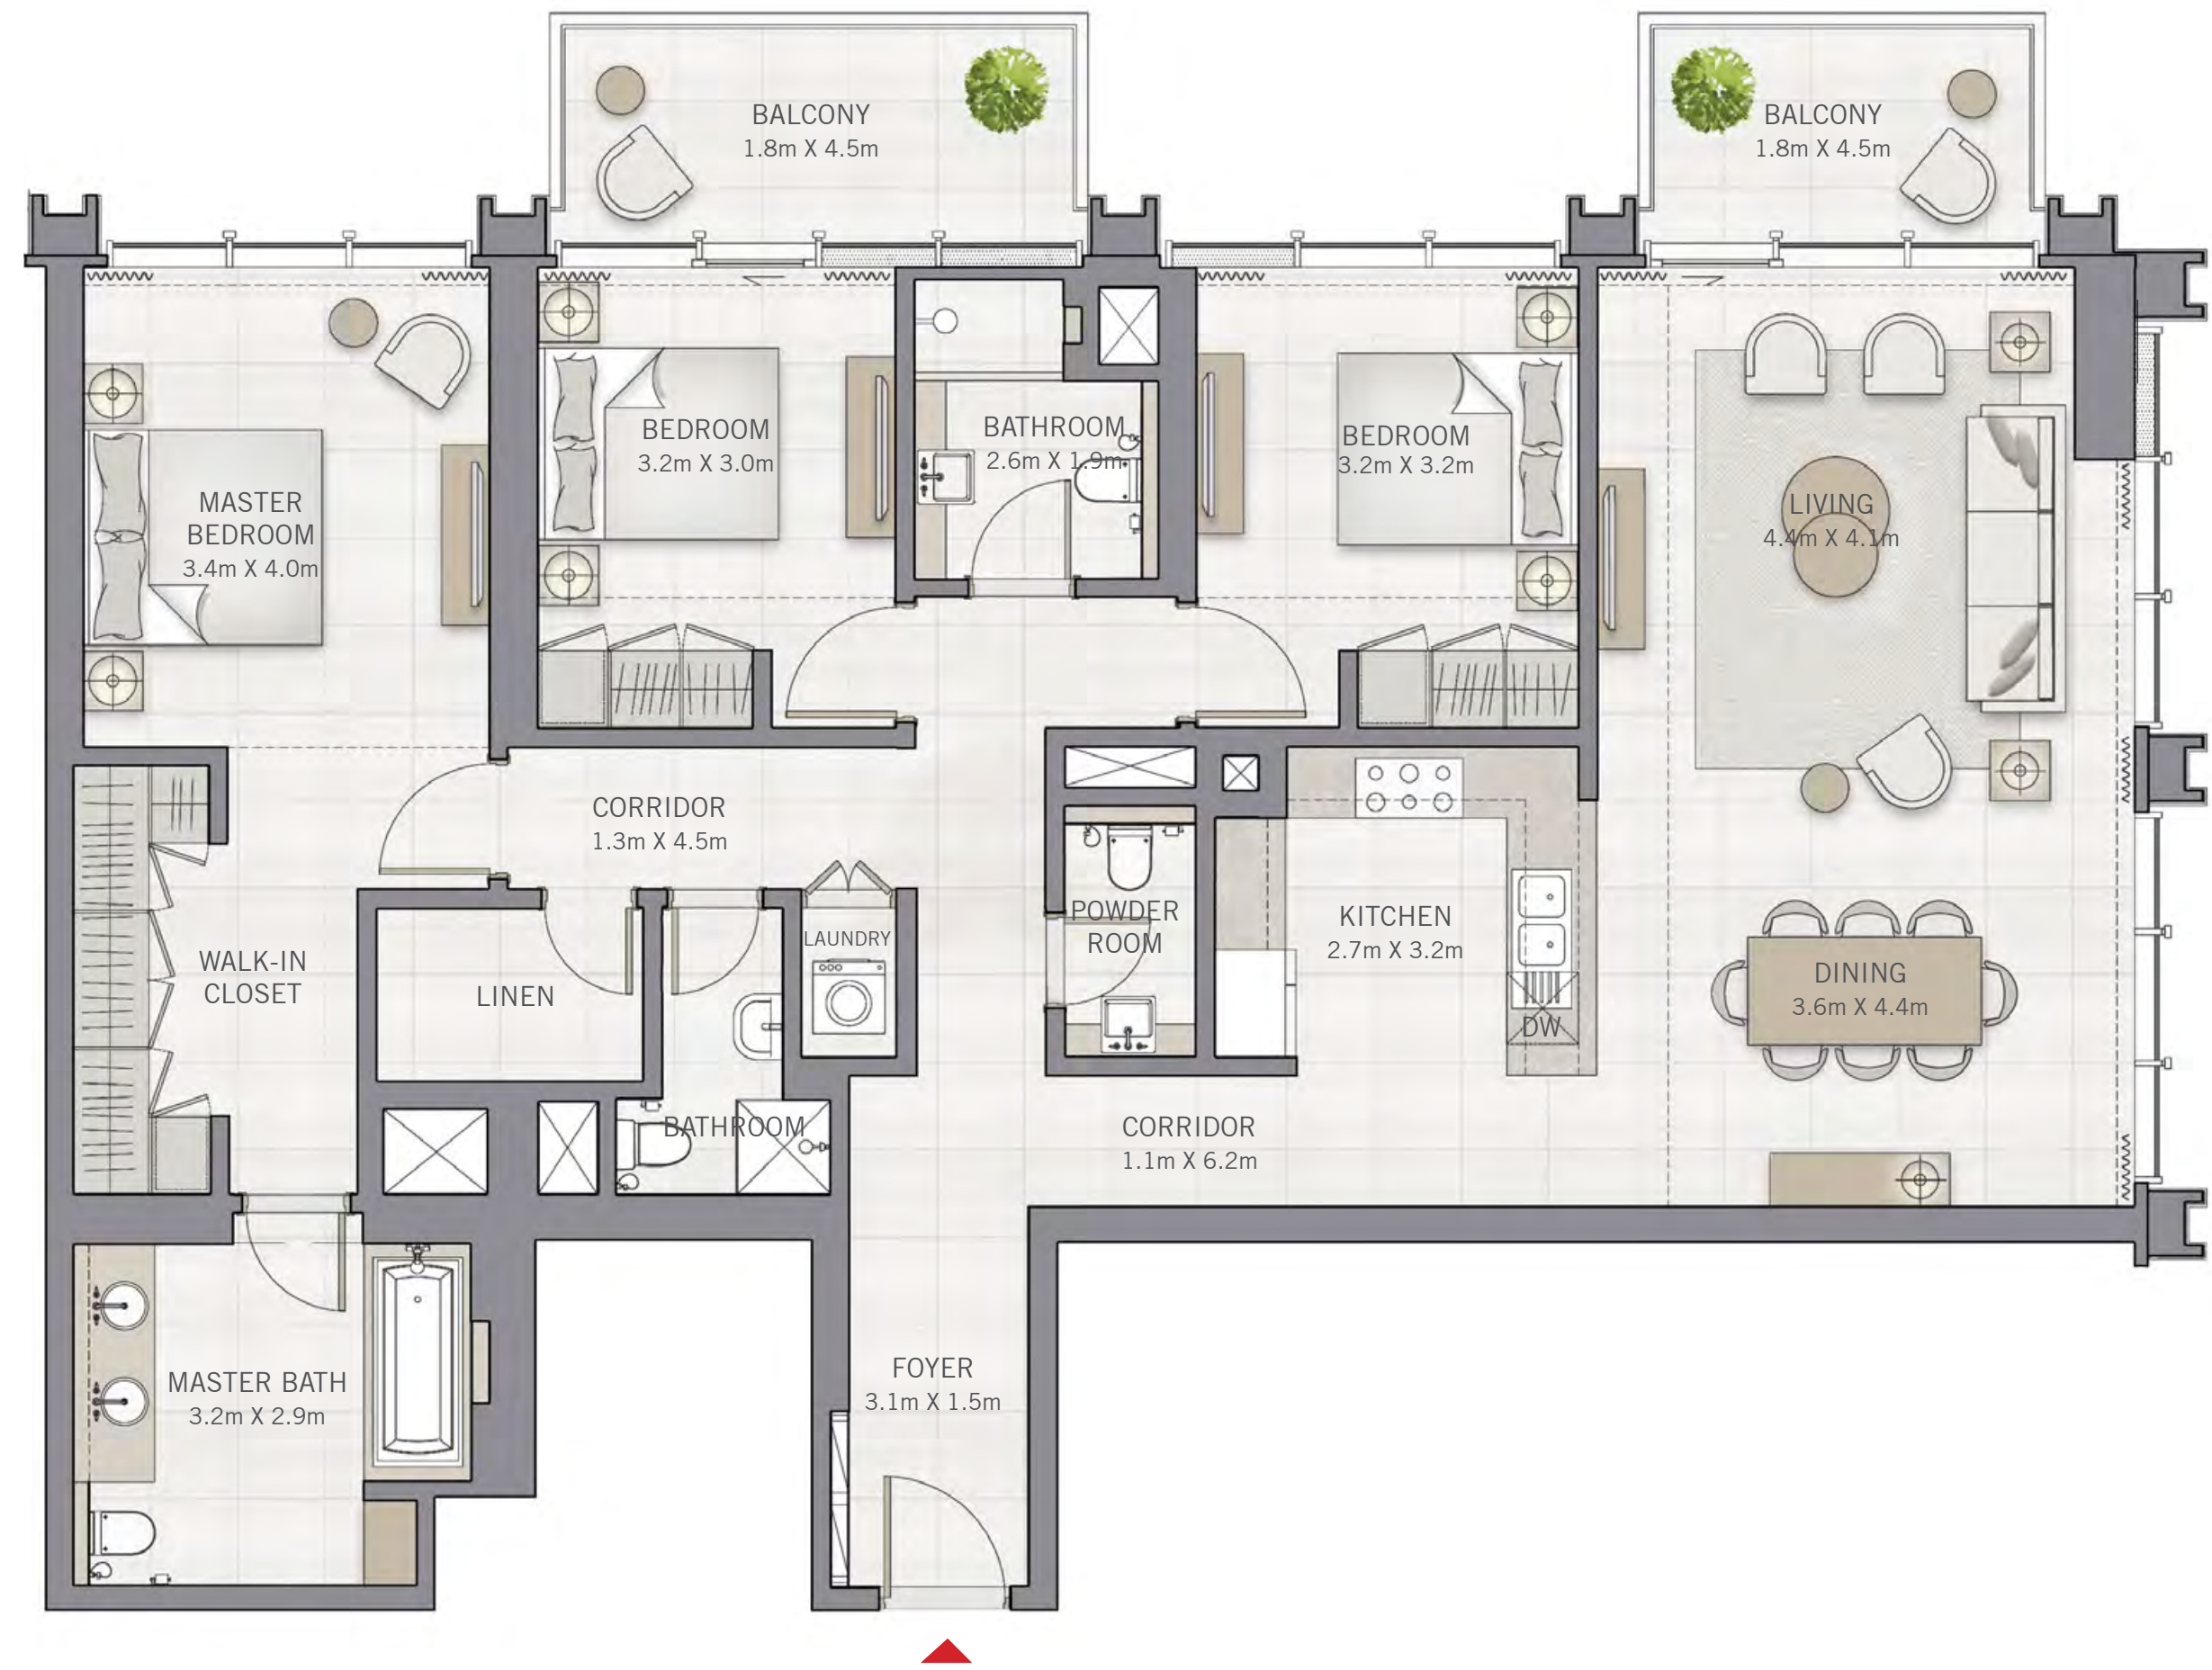 BALCONY
1.8m X 4.5m
BALCONY
1.8m X 4.5m
MASTER
BEDROOM
3.4m X 4.0m
BEDROOM
3.2m X 3.0m
BATHROOM
2.6m X 1.9m
BEDROOM
3.2m X 3.2m
LIVING
4.4m X 4.1m
CORRIDOR
1.3m X 4.5m
WALK-IN
CLOSET
LINEN
LAUNDRY
POWDER
ROOM
KITCHEN
2.7m X 3.2m
DW
DINING
3.6m X 4.4m
BATHROOM
CORRIDOR
1.1m X 6.2m
MASTER BATH
3.2m X 2.9m
FOYER
3.1m X 1.5m